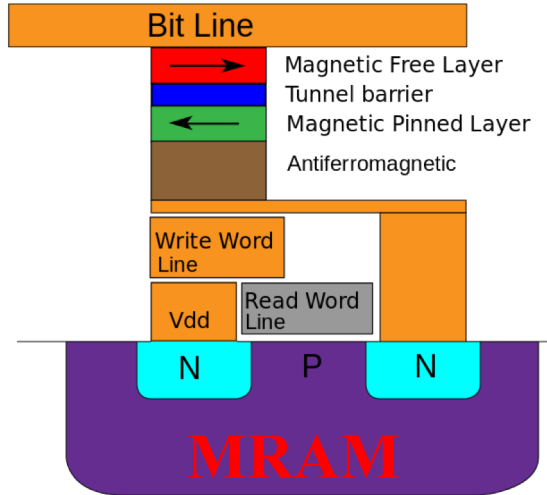 Bit Line
Magnetic Free Layer
Tunnel barrier
Magnetic Pinned Layer
Antiferromagnetic
Write Word
Line
Vdd
Read Word
Line
N
P
N
MRAM